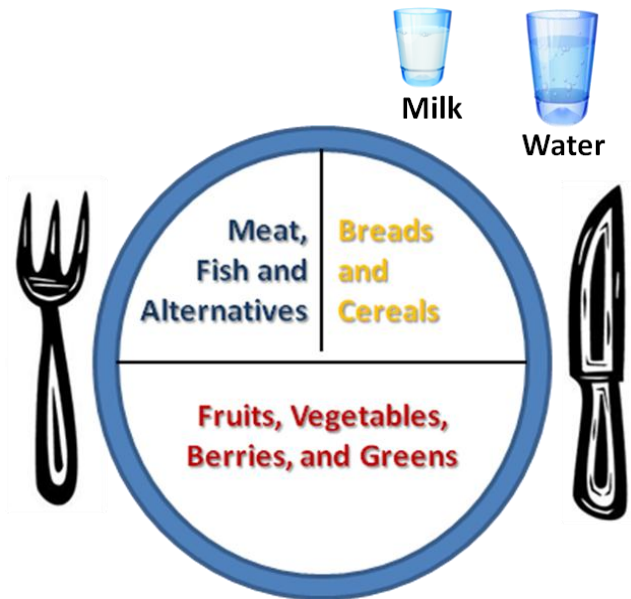 Milk
Water
Meat,
Fish and
Alternatives
Breads
and
Cereals
Fruits, Vegetables,
Berries, and Greens